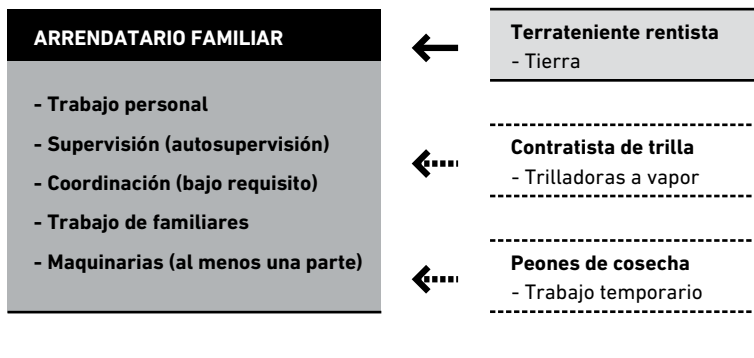 ARRENDATARIO FAMILIAR
- Trabajo personal
- Supervisión (autosupervisión)
- Coordinación (bajo requisito)
- Trabajo de familiares
- Maquinarias (al menos una parte)
Terrateniente rentista
- Tierra
Contratista de trilla
- Trilladoras a vapor
Peones de cosecha
- Trabajo temporario